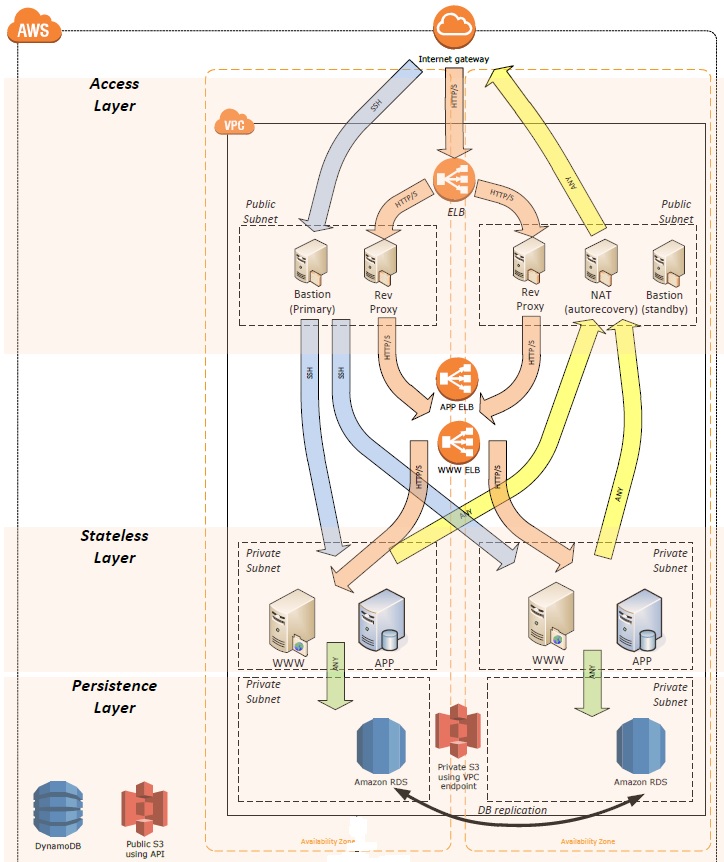 AWS
Internet gateway
Access
Layer
SSH
HTTP/S
ANY
VPC
HTTP/S
HTTP/S
ELB
Public
Subnet
Public
Subnet
Bastion
(Primary)
Rev
Proxy
Rev
Proxy
NAT
(autorecovery)
Bastion
(standby)
SSH
SSH
HTTP/S
HTTP/S
APP ELB
WWW ELB
HTTP/S
HTTP/S
ANY
ANY
Stateless
Layer
Private
Subnet
Private
Subnet
WWW
APP
WWW
APP
ANY
ANY
Persistence
Layer
Private
Subnet
Private
Subnet
Amazon RDS
Private S3
using VPC
endpoint
Amazon RDS
DB replication
DynamoDB
Public S3
using API
Availability Zone
Availability Zone